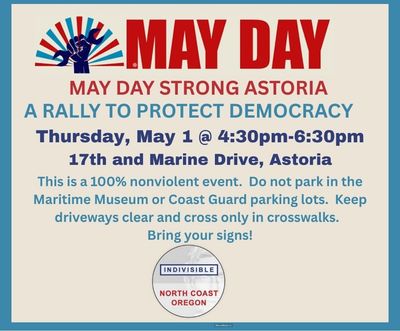 MAY DAY
MAY DAY STRONG ASTORIA
A RALLY TO PROTECT DEMOCRACY
Thursday, May 1 @ 4:30pm-6:30pm
17th and Marine Drive, Astoria
This is a 100% nonviolent event. Do not park in the
Maritime Museum or Coast Guard parking lots. Keep
driveways clear and cross only in crosswalks.
Bring your signs!
INDIVISIBLE
NORTH COAST
OREGON